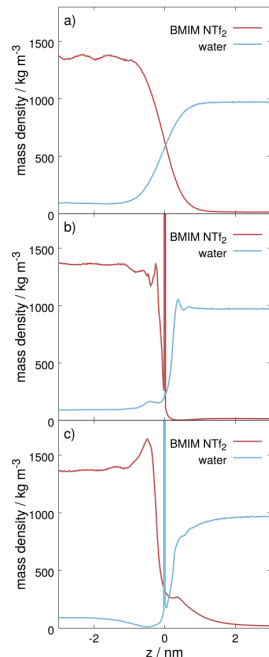 a)
BMIM NTf₂
water
mass density / kg m⁻³
1500
1000
500
0
b)
BMIM NTf₂
water
mass density / kg m⁻³
1500
1000
500
0
c)
BMIM NTf₂
water
mass density / kg m⁻³
1500
1000
500
0
-2 0 2
z / nm